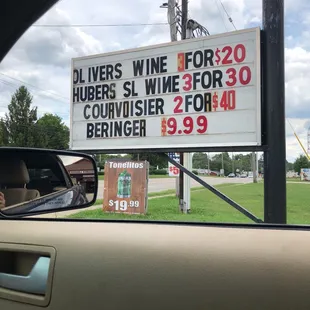 OLIVERS WINE 3 FOR $20
HUBERS SL WINE 3 FOR 30
COURVOISIER 2 FOR $40
BERINGER $9.99
Tonelitos
$19.99